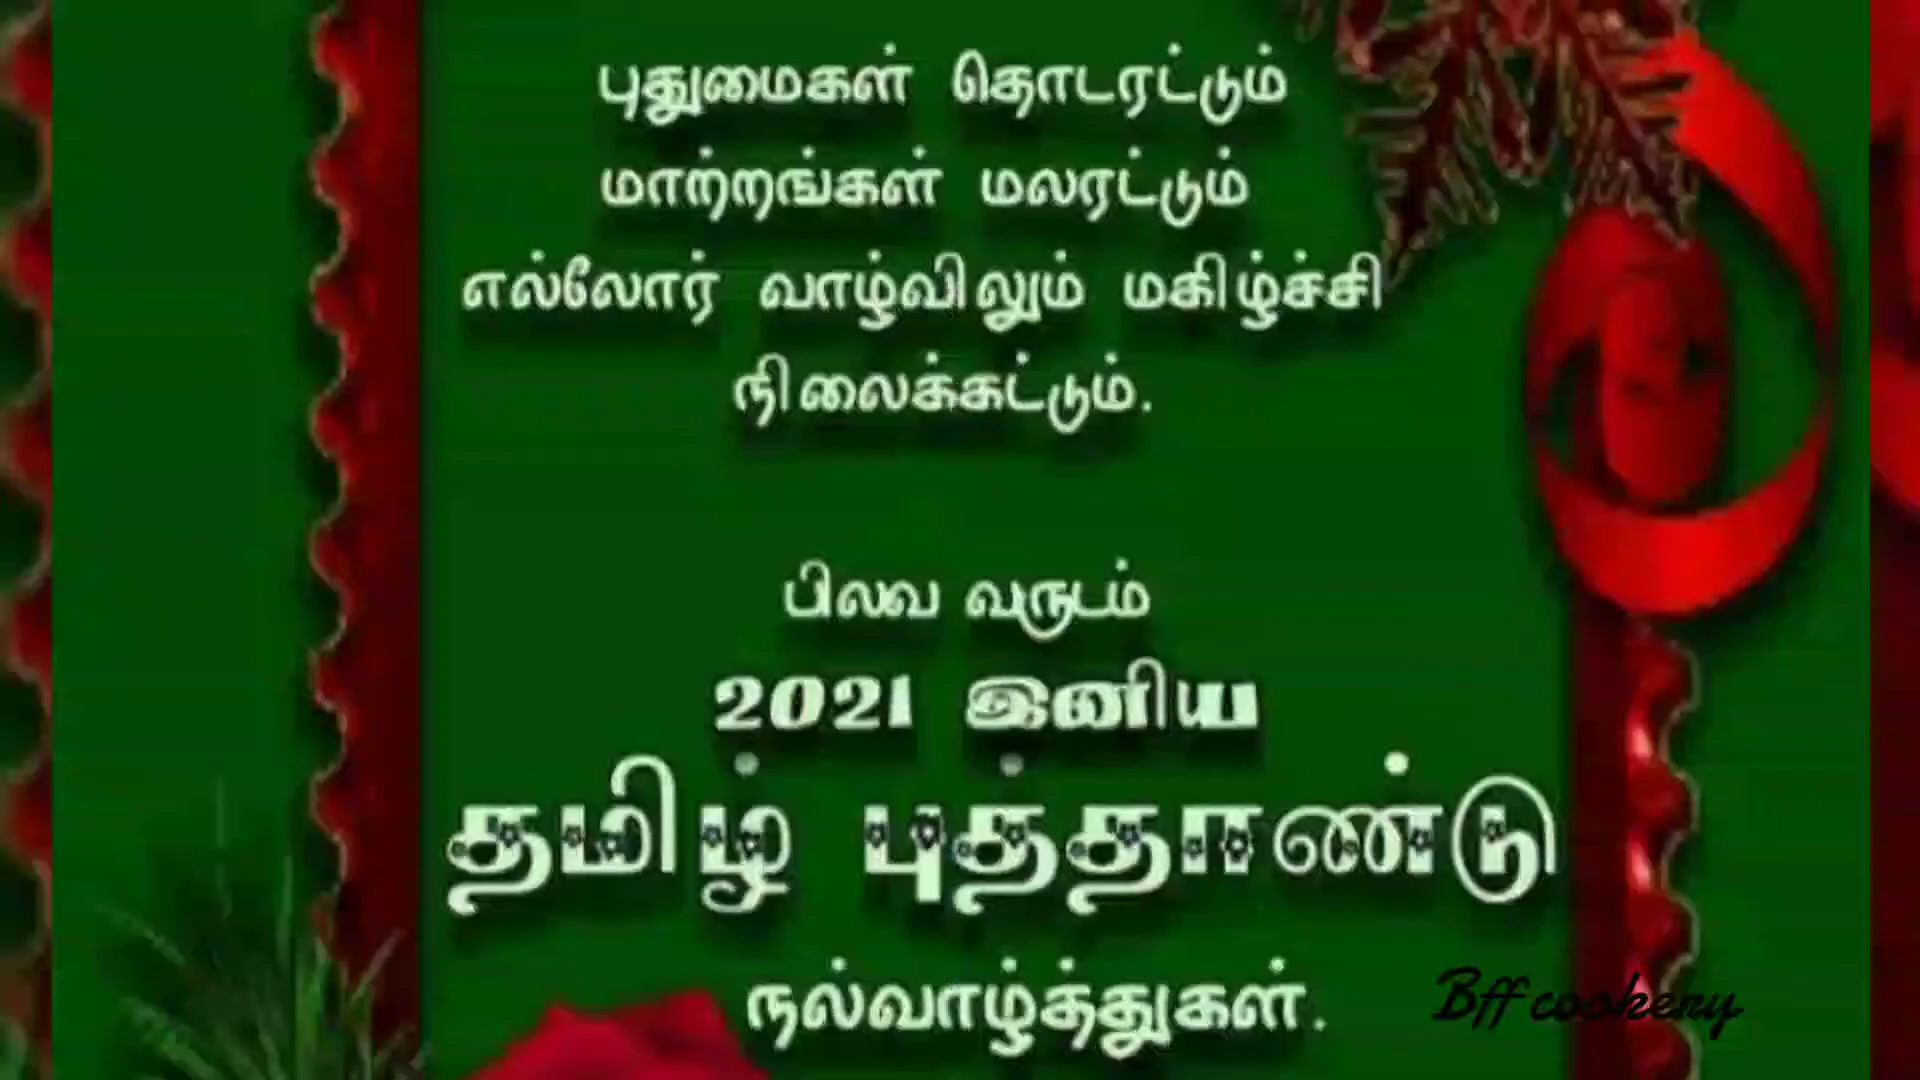 புதுமைகள் தொடரட்டும்
மாற்றங்கள் மலரட்டும்
எல்லோர் வாழ்விலும் மகிழ்ச்சி
நிலைக்கட்டும்.
பிலவ வருடம்
2021 இனிய
தமிழ் புத்தாண்டு
நல்வாழ்த்துகள்.
Bff cookery